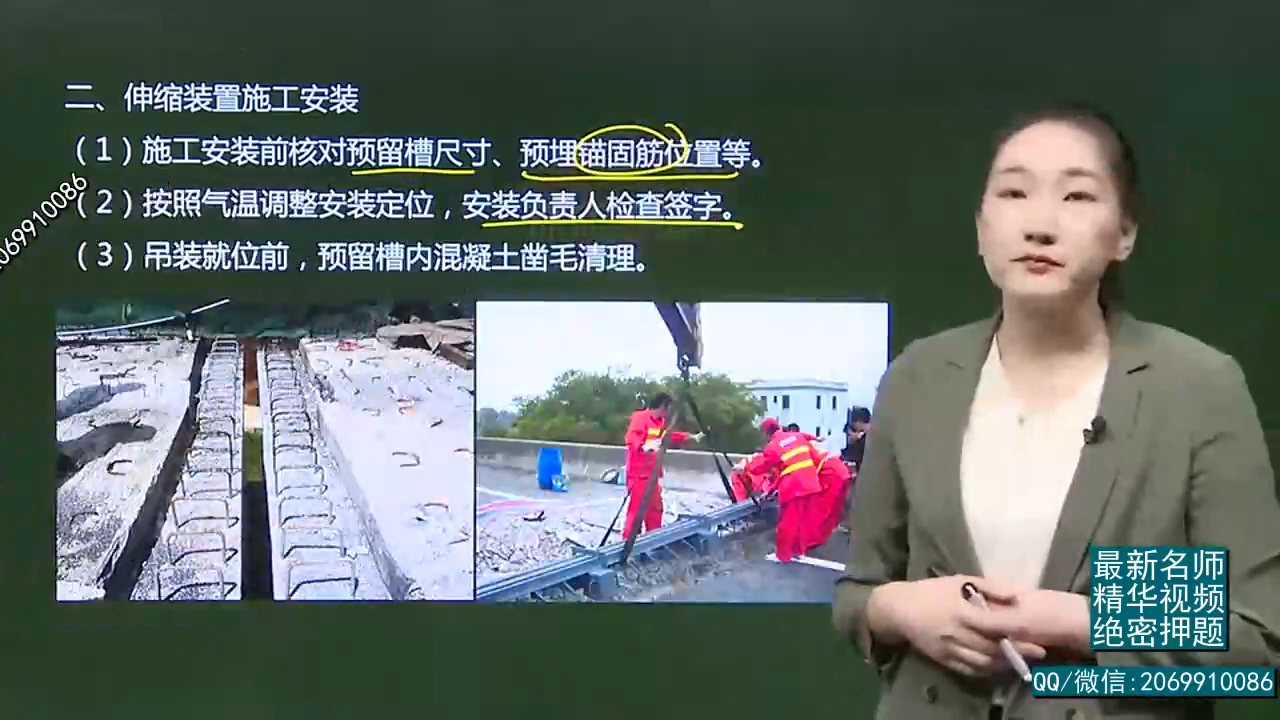 二、伸缩装置施工安装
（1）施工安装前核对预留槽尺寸、预埋锚固筋位置等。
（2）按照气温调整安装定位，安装负责人检查签字。
（3）吊装就位前，预留槽内混凝土凿毛清理。
2069910086
最新名师
精华视频
绝密押题
QQ/微信:2069910086